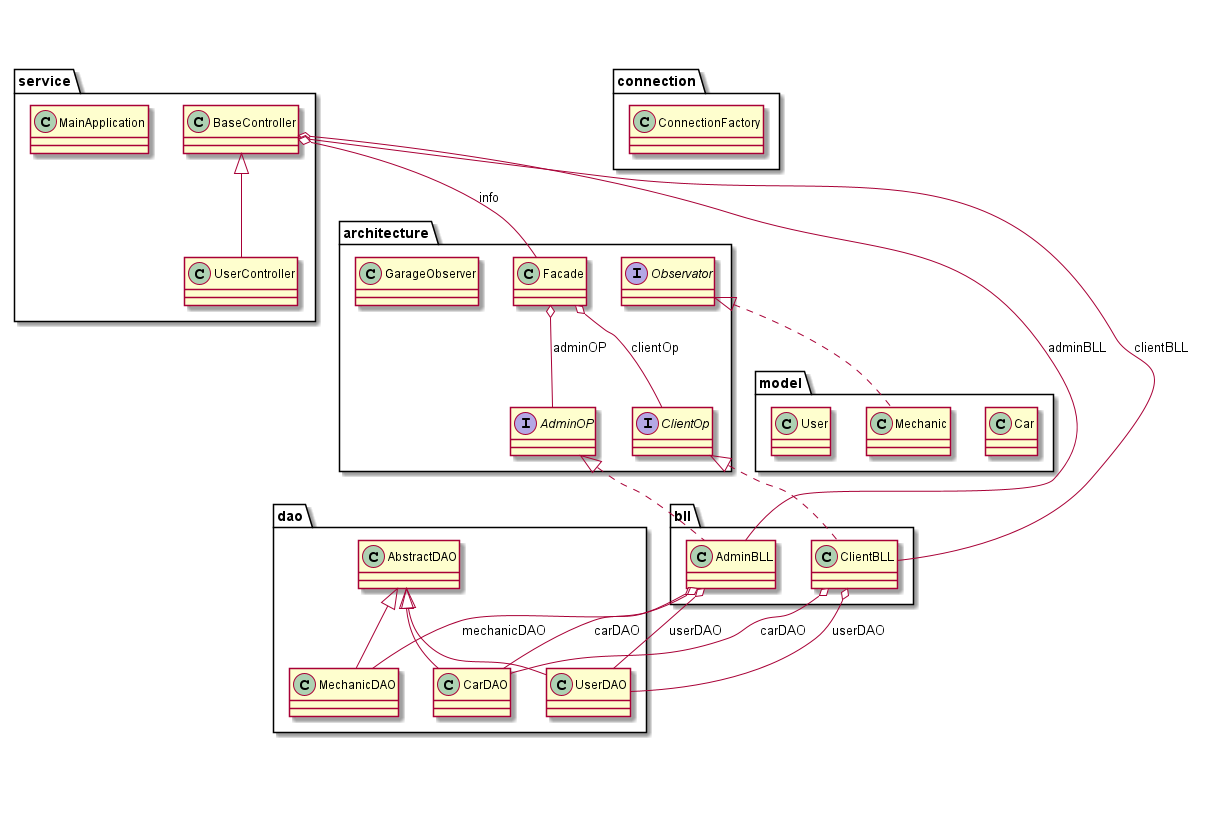 service
connection
C MainApplication
C BaseController
C ConnectionFactory
info
architecture
C UserController
C GarageObserver
C Facade
I Observator
adminOP
clientOp
adminBLL
clientBLL
model
C User
C Mechanic
C Car
I AdminOP
I ClientOp
dao
bll
C AbstractDAO
C AdminBLL
C ClientBLL
mechanicDAO
carDAO
userDAO
carDAO
userDAO
C MechanicDAO
C CarDAO
C UserDAO